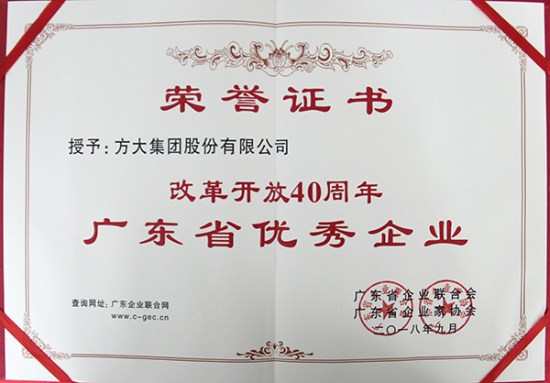 荣誉证书
授予：方大集团股份有限公司
改革开放40周年
广东省优秀企业
查询网址：广东企业联合网
www.c-gec.cn
广东省企业联合会
广东省企业家协会
二〇一八年九月